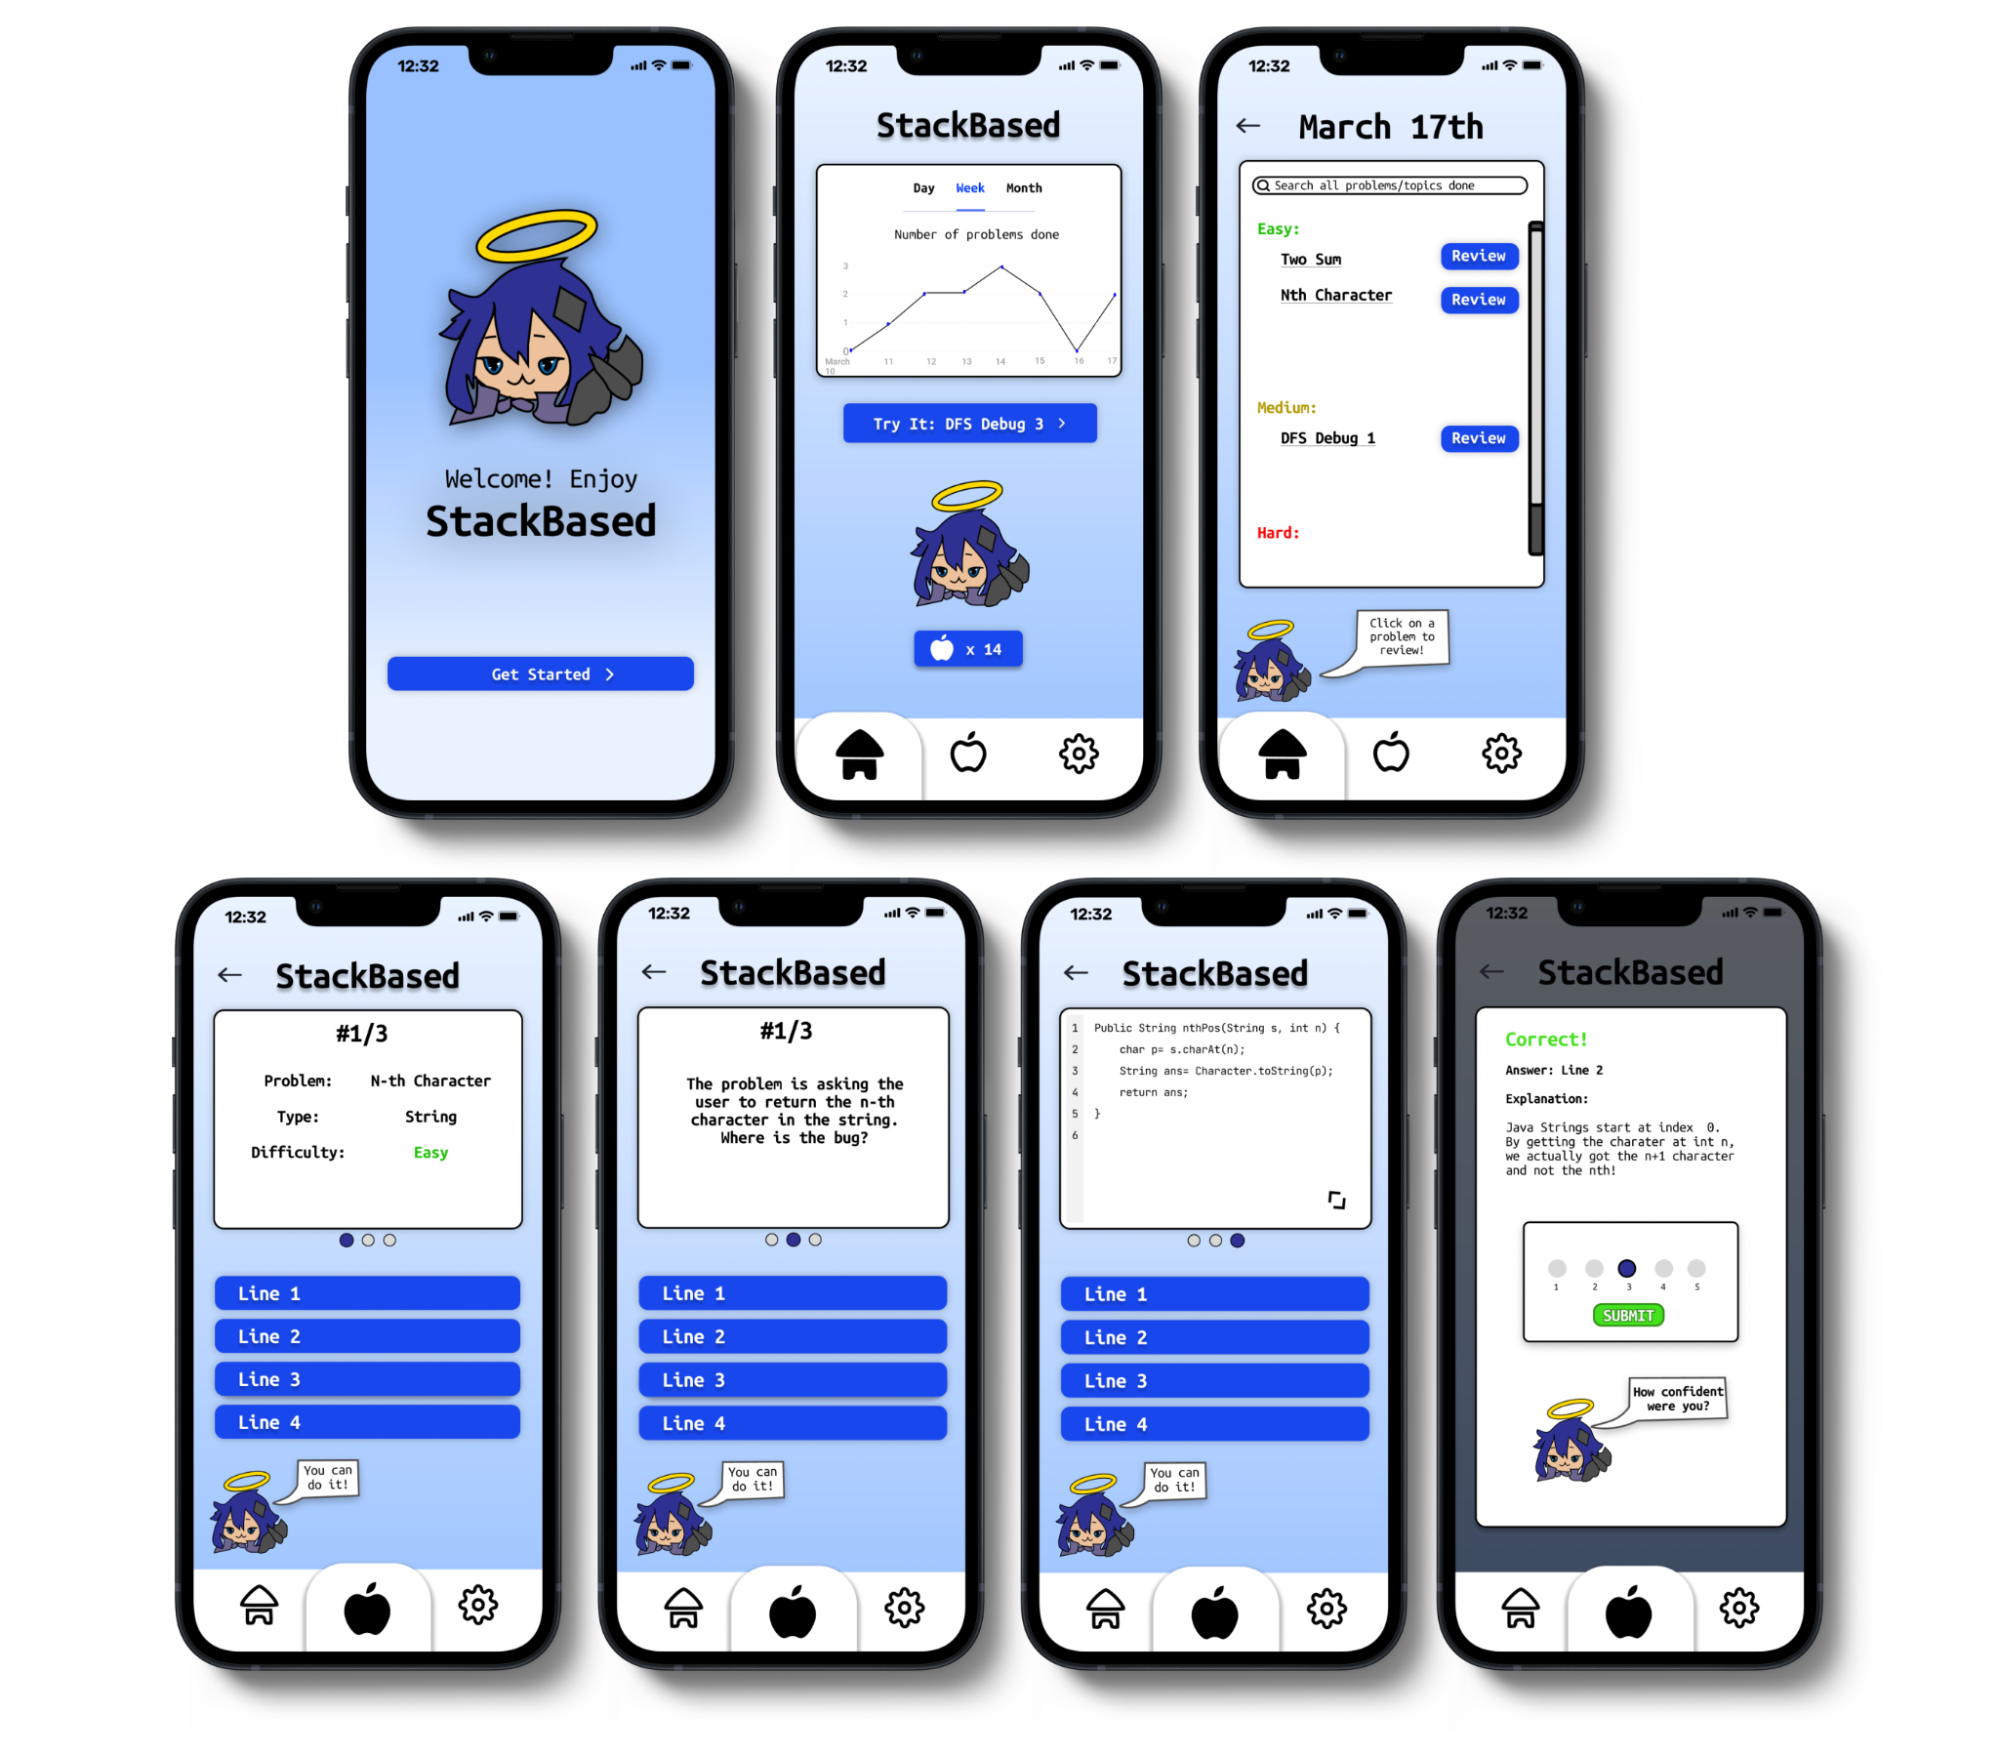 12:32
Welcome! Enjoy
StackBased
Get Started
12:32
StackBased
Day Week Month
Number of problems done
3
2
1
0
March 10 11 12 13 14 15 16 17
Try It: DFS Debug 3
x 14
12:32
March 17th
Search all problems/topics done
Easy:
Two Sum Review
Nth Character Review
Medium:
DFS Debug 1 Review
Hard:
Click on a
problem to
review!
12:32
StackBased
#1/3
Problem: N-th Character
Type: String
Difficulty: Easy
Line 1
Line 2
Line 3
Line 4
You can
do it!
12:32
StackBased
#1/3
The problem is asking the
user to return the n-th
character in the string.
Where is the bug?
Line 1
Line 2
Line 3
Line 4
You can
do it!
12:32
StackBased
1 Public String nthPos(String s, int n) {
2 char p= s.charAt(n);
3 String ans= Character.toString(p);
4 return ans;
5 }
6
Line 1
Line 2
Line 3
Line 4
You can
do it!
12:32
StackBased
Correct!
Answer: Line 2
Explanation:
Java Strings start at index 0.
By getting the charater at int n,
we actually got the n+1 character
and not the nth!
1 2 3 4 5
SUBMIT
How confident
were you?